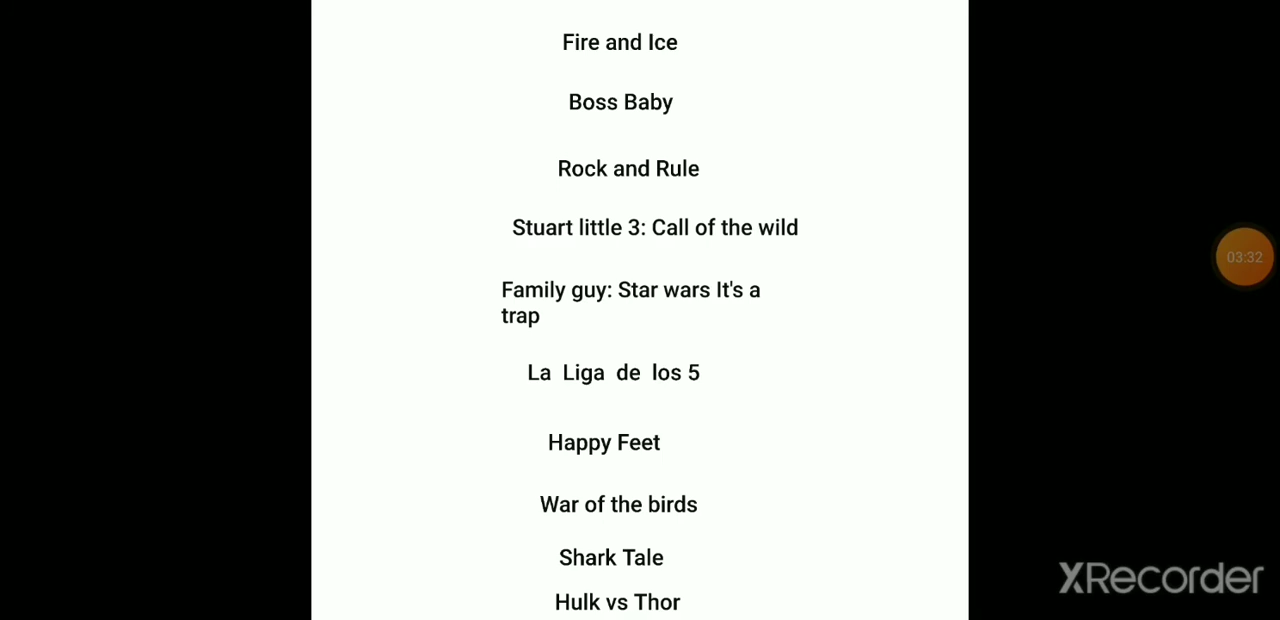 Fire and Ice
Boss Baby
Rock and Rule
Stuart little 3: Call of the wild
Family guy: Star wars It's a
trap
La Liga de los 5
Happy Feet
War of the birds
Shark Tale
Hulk vs Thor
03:32
XRecorder